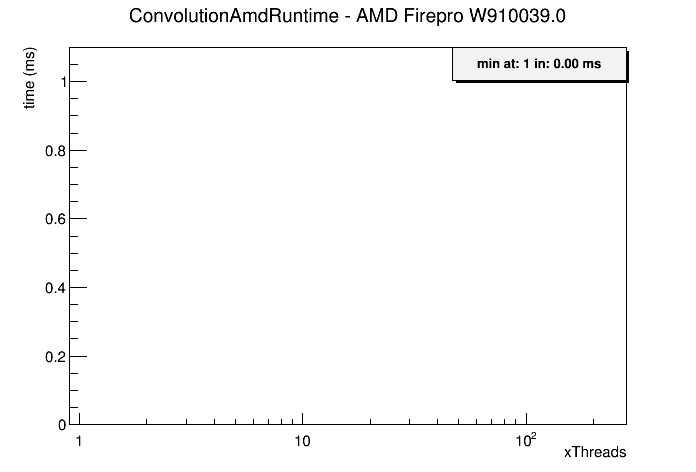 ConvolutionAmdRuntime - AMD Firepro W910039.0
time (ms)
min at: 1 in: 0.00 ms
1
0.8
0.6
0.4
0.2
0
1
10
10²
xThreads